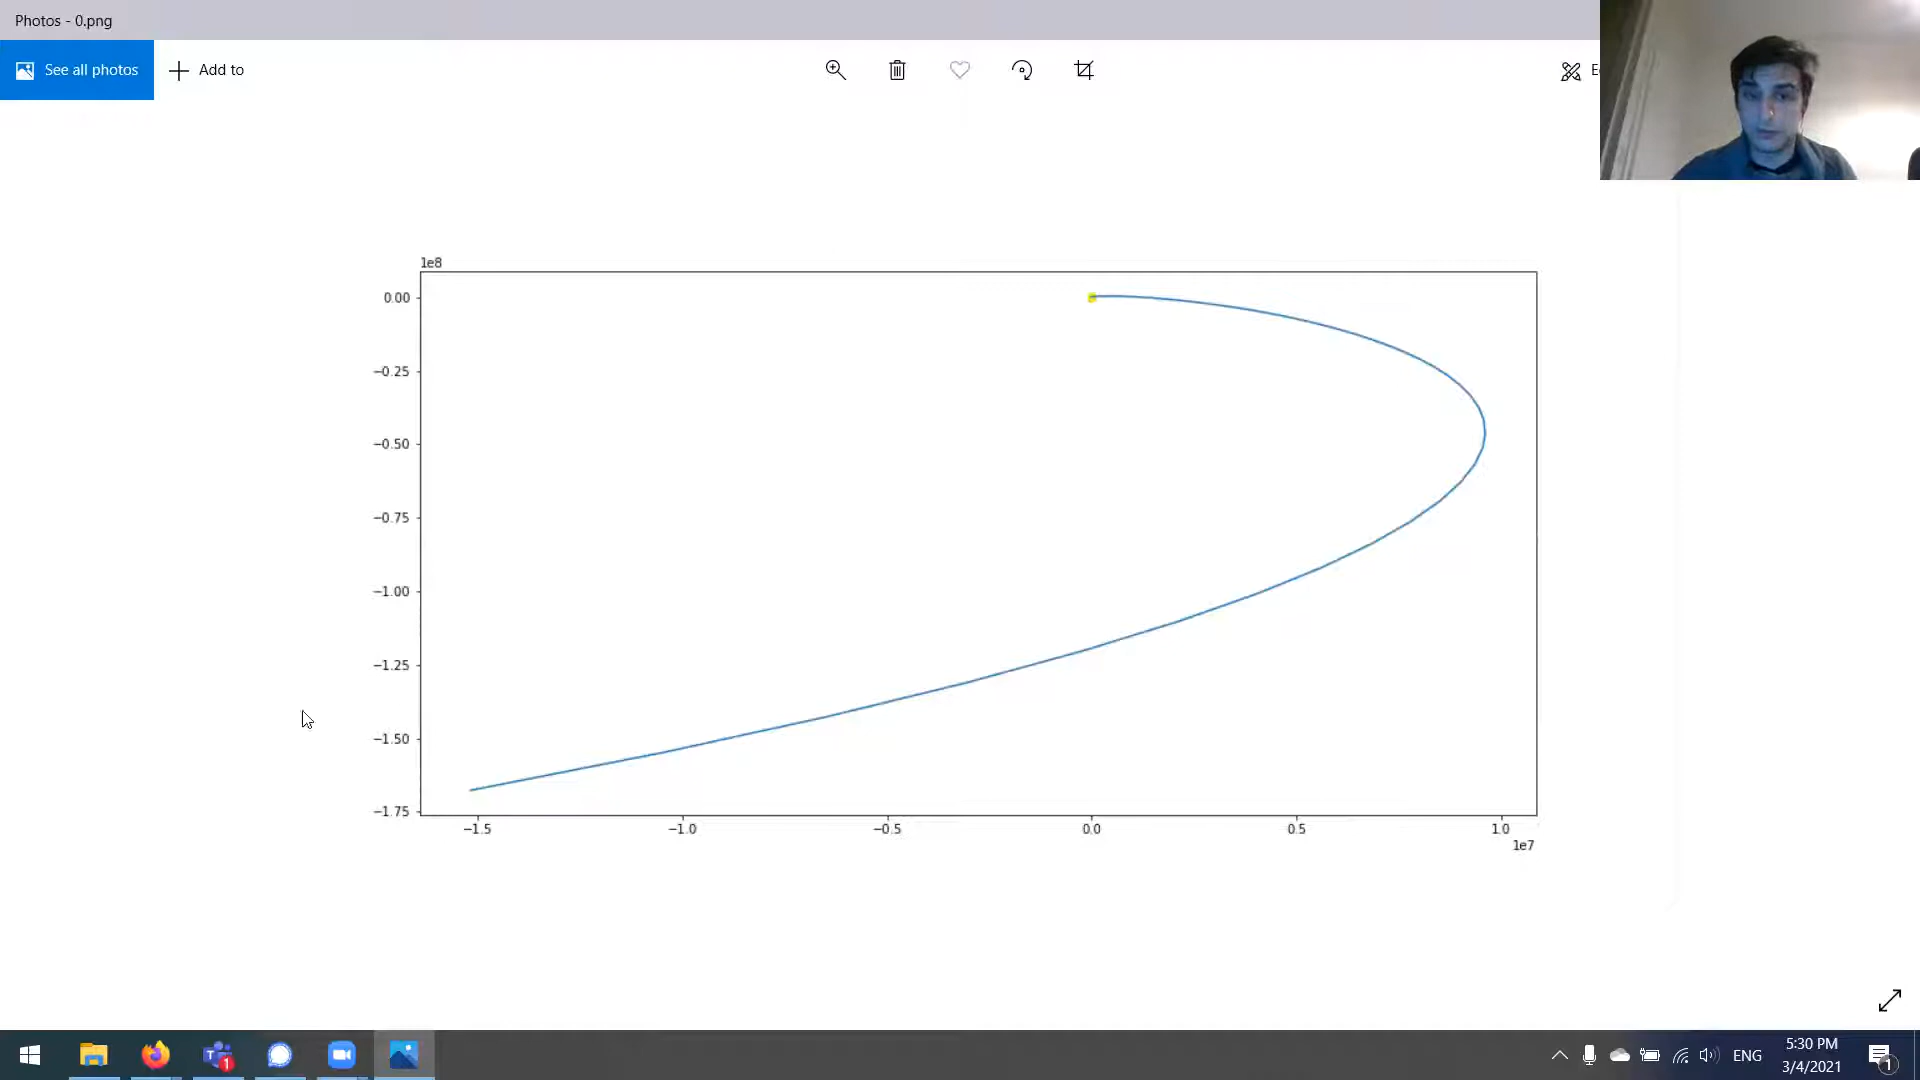 Photos - 0.png
See all photos
Add to
1e8
0.00
−0.25
−0.50
−0.75
−1.00
−1.25
−1.50
−1.75
−1.5 −1.0 −0.5 0.0 0.5 1.0
1e7
1
ENG
5:30 PM
3/4/2021
1